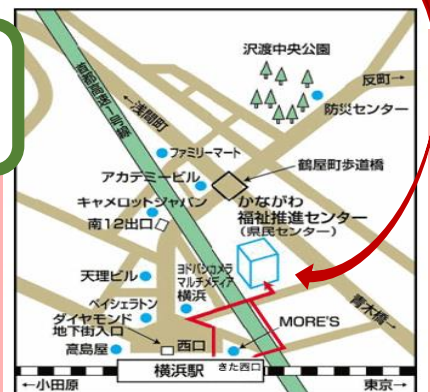 沢渡中央公園
反町→
防災センター
首都高速1号線
←浅間町
ファミリーマート
鶴屋町歩道橋
アカデミービル
キャメロットジャパン
南12出口
かながわ
福祉推進センター
(県民センター)
天理ビル
ヨドバシカメラ
マルチメディア
横浜
ベイシェラトン
ダイヤモンド
地下街入口
青木橋→
MORE'S
高島屋
西口
きた西口
横浜駅
←小田原
東京→